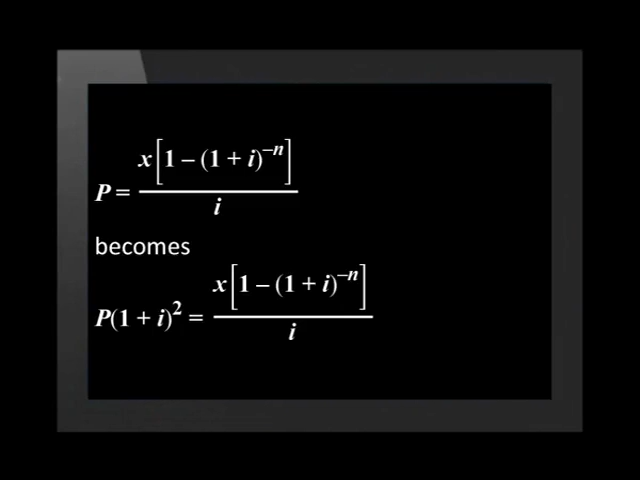 P = x[1 – (1 + i)^–n] / i
becomes
P(1 + i)^2 = x[1 – (1 + i)^–n] / i